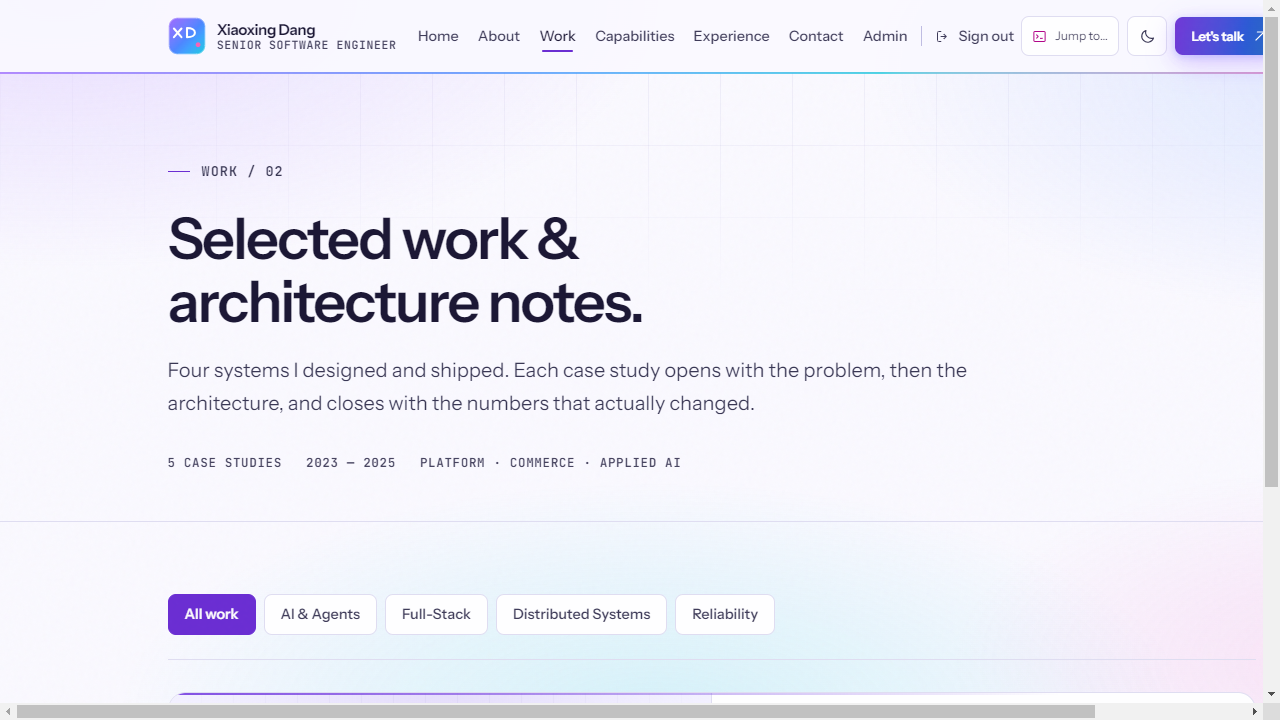 XD
Xiaoxing Dang
SENIOR SOFTWARE ENGINEER
Home About Work Capabilities Experience Contact Admin Sign out Jump to... Let's talk
WORK / 02
Selected work &
architecture notes.
Four systems I designed and shipped. Each case study opens with the problem, then the
architecture, and closes with the numbers that actually changed.
5 CASE STUDIES 2023 — 2025 PLATFORM · COMMERCE · APPLIED AI
All work AI & Agents Full-Stack Distributed Systems Reliability